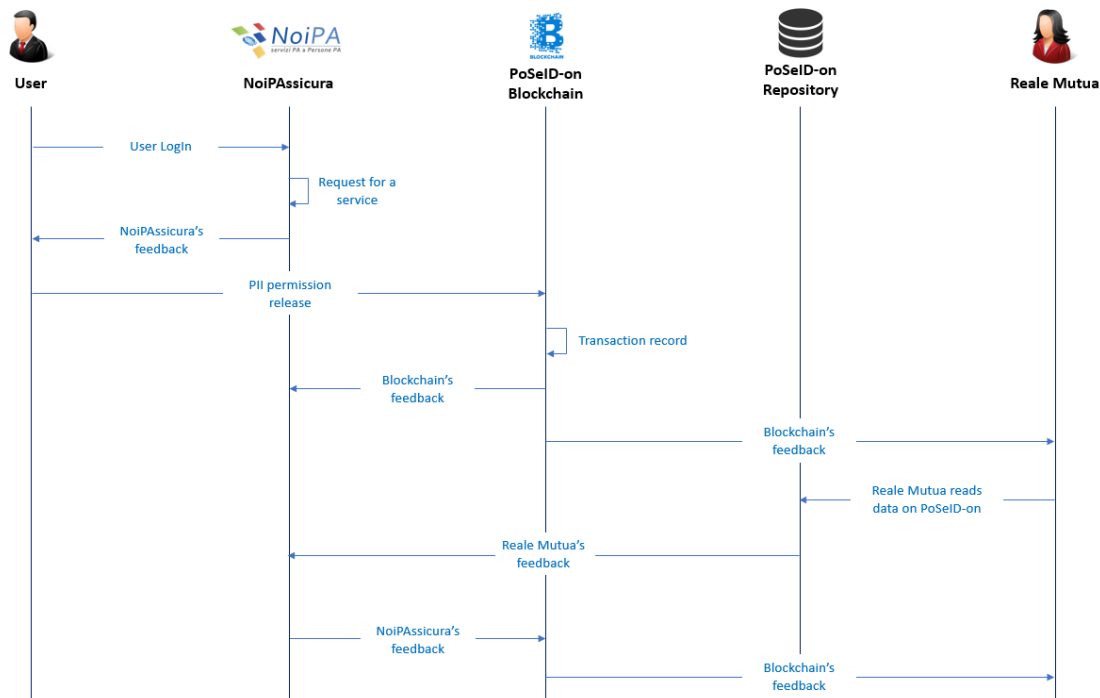 NoiPA
servizi PA a Persone PA
BLOCKCHAIN
User
NoiPAssicura
PoSeID-on
Blockchain
PoSeID-on
Repository
Reale Mutua
User LogIn
Request for a
service
NoiPAssicura's
feedback
PII permission
release
Transaction record
Blockchain's
feedback
Blockchain's
feedback
Reale Mutua reads
data on PoSeID-on
Reale Mutua's
feedback
NoiPAssicura's
feedback
Blockchain's
feedback